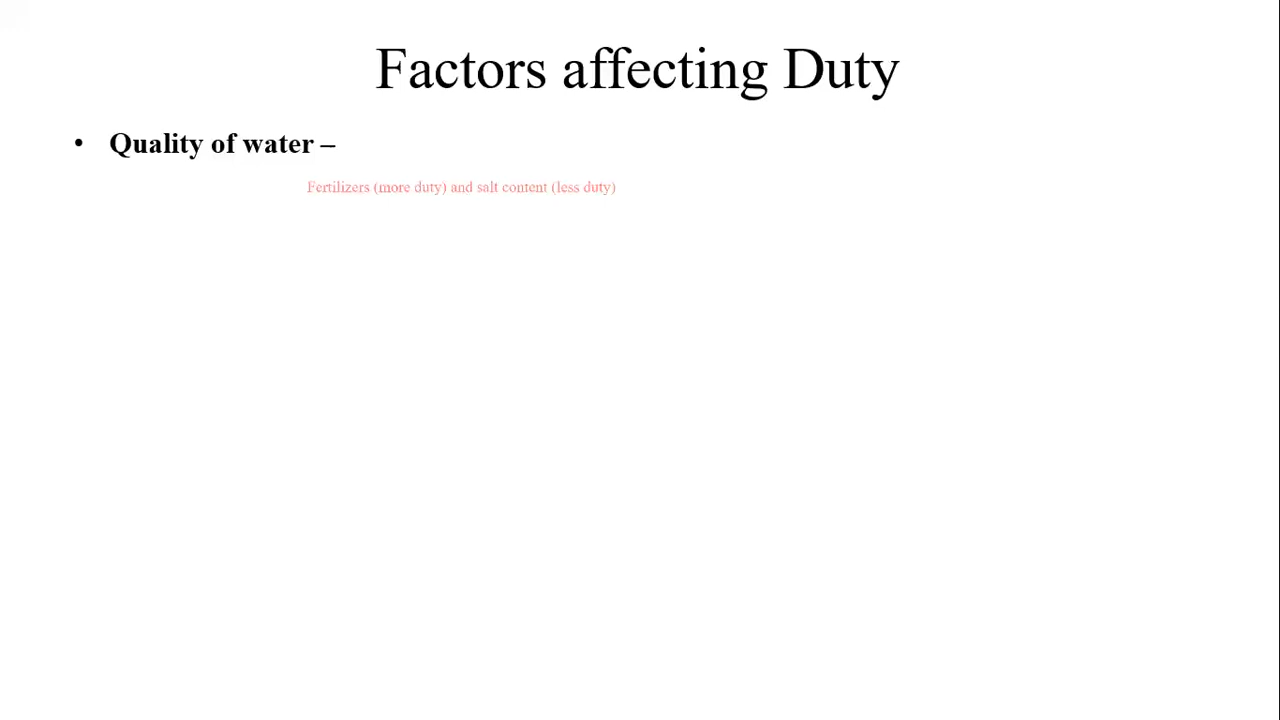 Factors affecting Duty
• Quality of water –
Fertilizers (more duty) and salt content (less duty)